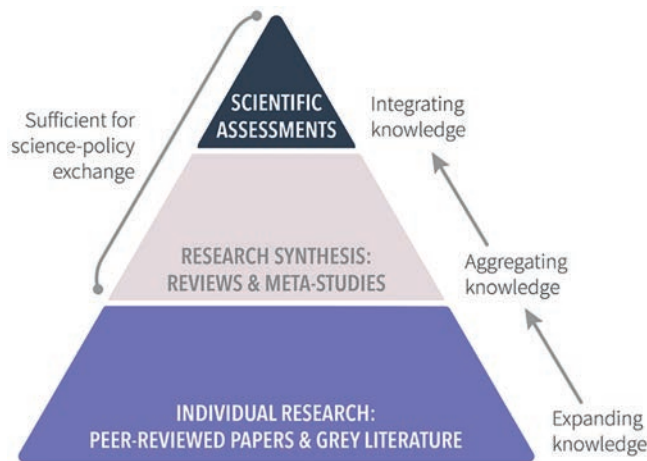 SCIENTIFIC
ASSESSMENTS
Integrating
knowledge
Sufficient for
science-policy
exchange
RESEARCH SYNTHESIS:
REVIEWS & META-STUDIES
Aggregating
knowledge
INDIVIDUAL RESEARCH:
PEER-REVIEWED PAPERS & GREY LITERATURE
Expanding
knowledge